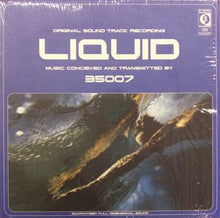 ORIGINAL SOUND TRACK RECORDING
LIQUID
MUSIC CONCEIVED AND TRANSMITTED BY
35007
GUARANTEED FULL DIMENSIONAL SOUND